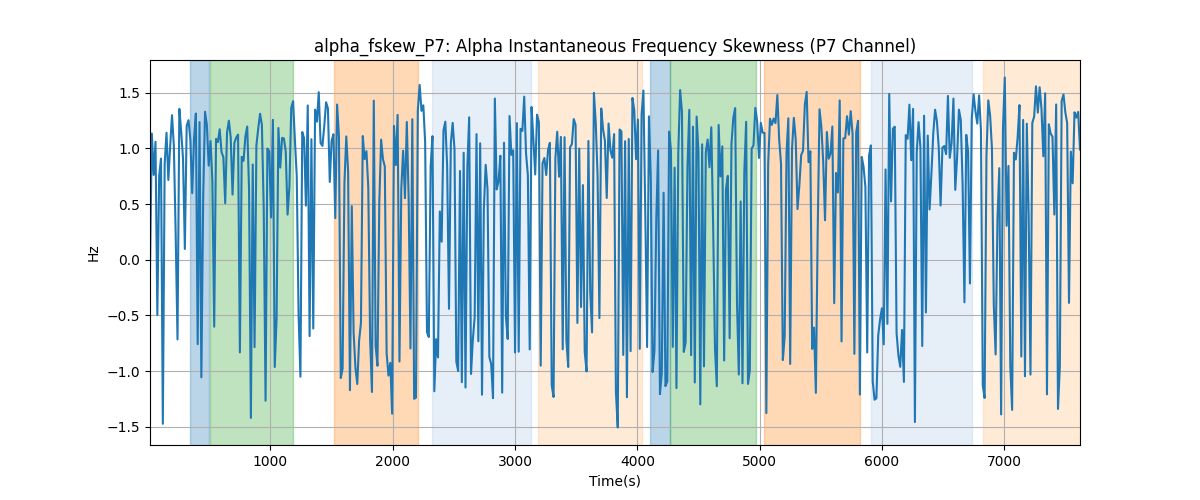 alpha_fskew_P7: Alpha Instantaneous Frequency Skewness (P7 Channel)
1.5
1.0
0.5
0.0
−0.5
−1.0
−1.5
Hz
1000 2000 3000 4000 5000 6000 7000
Time(s)